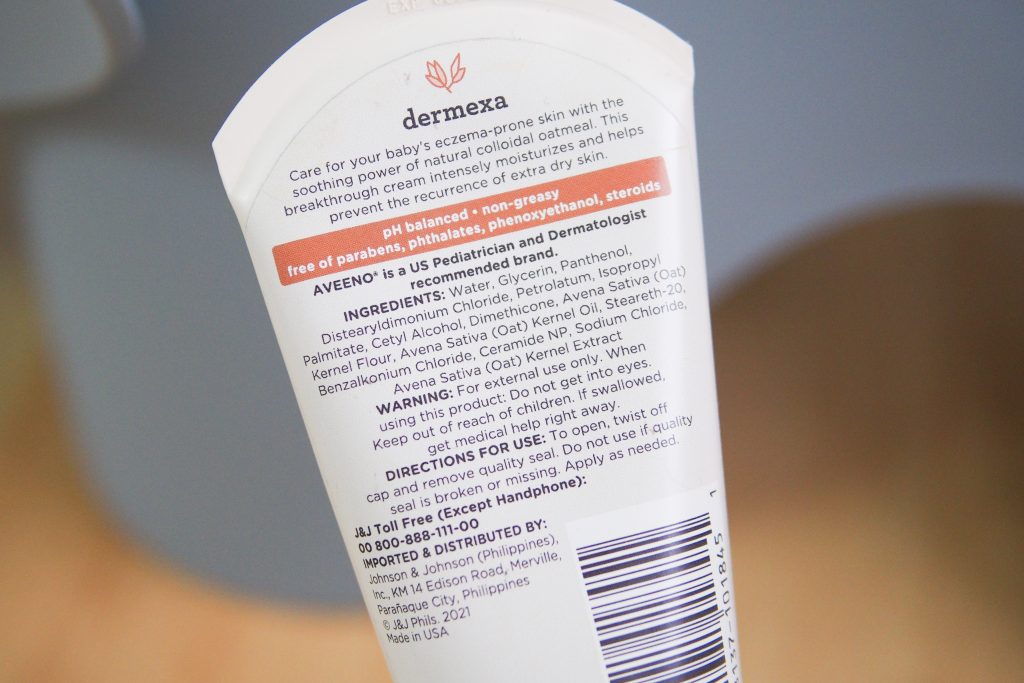 EXP
dermexa
Care for your baby's eczema-prone skin with the
soothing power of natural colloidal oatmeal. This
breakthrough cream intensely moisturizes and helps
prevent the recurrence of extra dry skin.
pH balanced • non-greasy
free of parabens, phthalates, phenoxyethanol, steroids
AVEENO® is a US Pediatrician and Dermatologist
recommended brand.
INGREDIENTS: Water, Glycerin, Panthenol,
Distearyldimonium Chloride, Petrolatum, Isopropyl
Palmitate, Cetyl Alcohol, Dimethicone, Avena Sativa (Oat)
Kernel Flour, Avena Sativa (Oat) Kernel Oil, Steareth-20,
Benzalkonium Chloride, Ceramide NP, Sodium Chloride,
Avena Sativa (Oat) Kernel Extract
WARNING: For external use only. When
using this product: Do not get into eyes.
Keep out of reach of children. If swallowed,
get medical help right away.
DIRECTIONS FOR USE: To open, twist off
cap and remove quality seal. Do not use if quality
seal is broken or missing. Apply as needed.
J&J Toll Free (Except Handphone):
00 800-888-111-00
IMPORTED & DISTRIBUTED BY:
Johnson & Johnson (Philippines),
Inc., KM 14 Edison Road, Merville,
Parañaque City, Philippines
© J&J Phils. 2021
Made in USA
137-101845 1